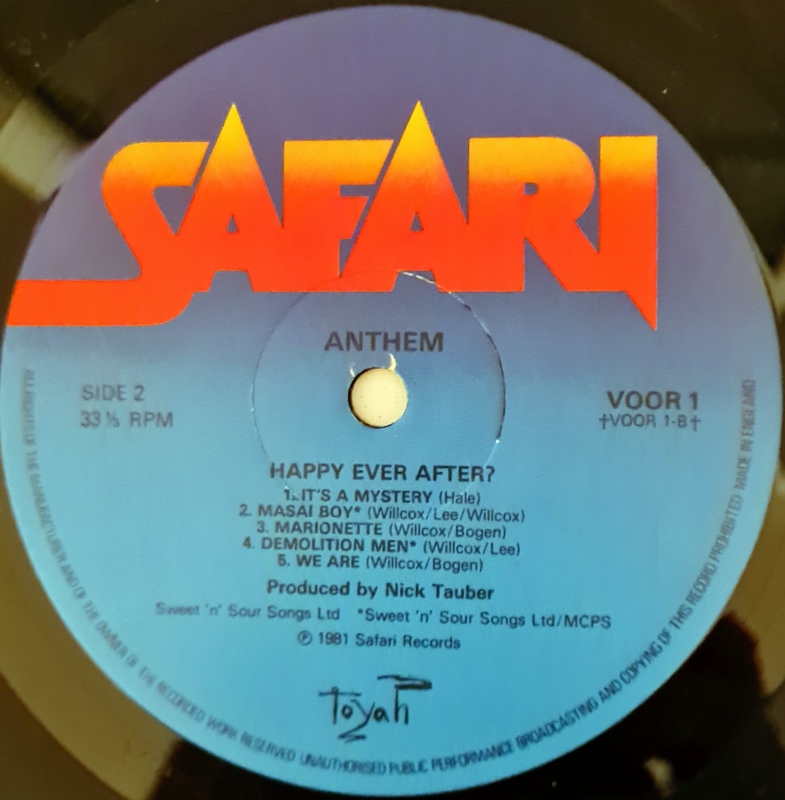 SAFARI
ANTHEM
SIDE 2
33⅓ RPM
VOOR 1
†VOOR 1-B†
HAPPY EVER AFTER?
1. IT'S A MYSTERY (Hale)
2. MASAI BOY* (Willcox/Lee/Willcox)
3. MARIONETTE (Willcox/Bogen)
4. DEMOLITION MEN* (Willcox/Lee)
5. WE ARE (Willcox/Bogen)
Produced by Nick Tauber
Sweet 'n' Sour Songs Ltd *Sweet 'n' Sour Songs Ltd/MCPS
℗ 1981 Safari Records
toyah
ALL RIGHTS OF THE MANUFACTURER AND OF THE OWNER OF THE RECORDED WORK RESERVED UNAUTHORISED PUBLIC PERFORMANCE BROADCASTING AND COPYING OF THIS RECORD PROHIBITED MADE IN ENGLAND